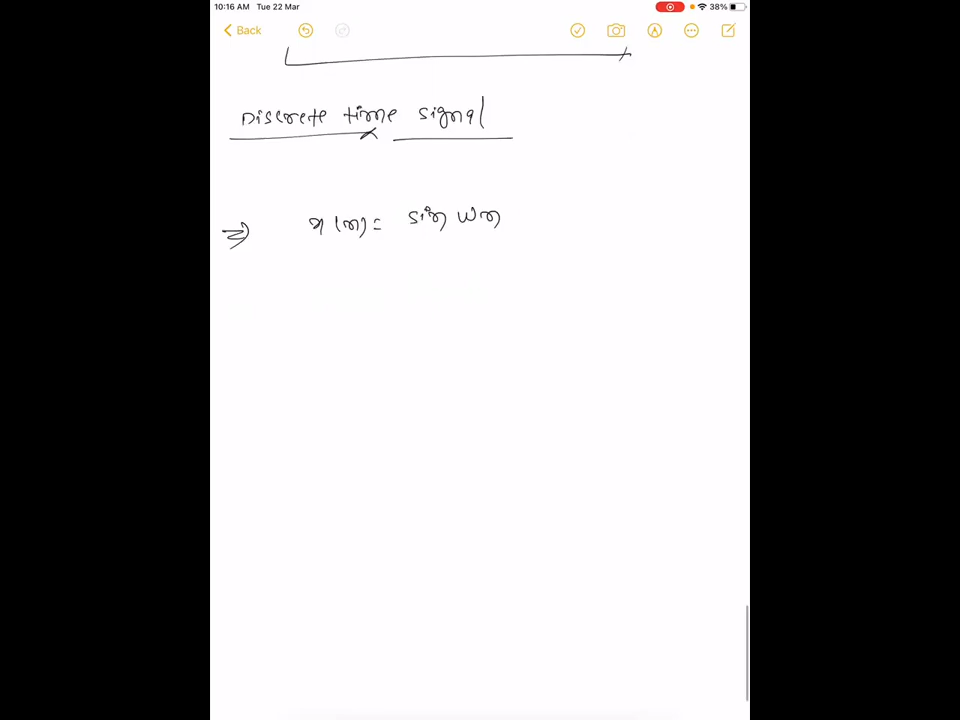 10:16 AM Tue 22 Mar 38%
Back
Discrete time signal
⇒ x(n) = sin ωn